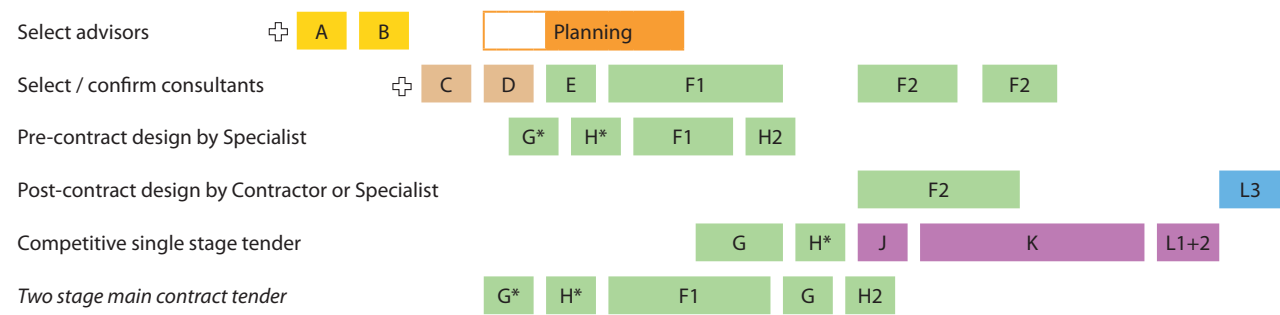 Select advisors A B Planning
Select / confirm consultants C D E F1 F2 F2
Pre-contract design by Specialist G* H* F1 H2
Post-contract design by Contractor or Specialist F2 L3
Competitive single stage tender G H* J K L1+2
Two stage main contract tender G* H* F1 G H2